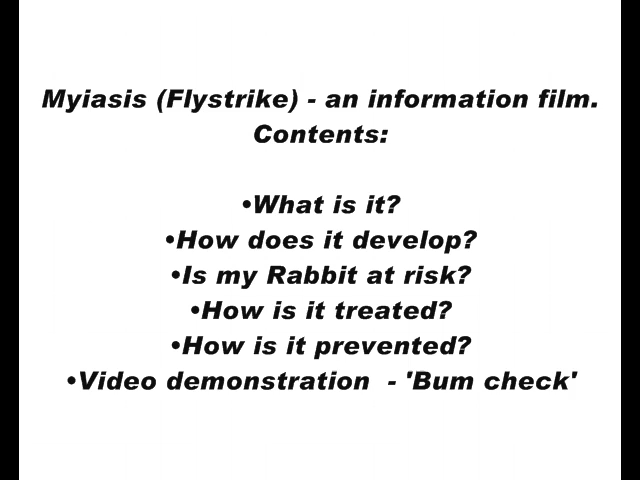 Myiasis (Flystrike) - an information film.
Contents:
•What is it?
•How does it develop?
•Is my Rabbit at risk?
•How is it treated?
•How is it prevented?
•Video demonstration - 'Bum check'